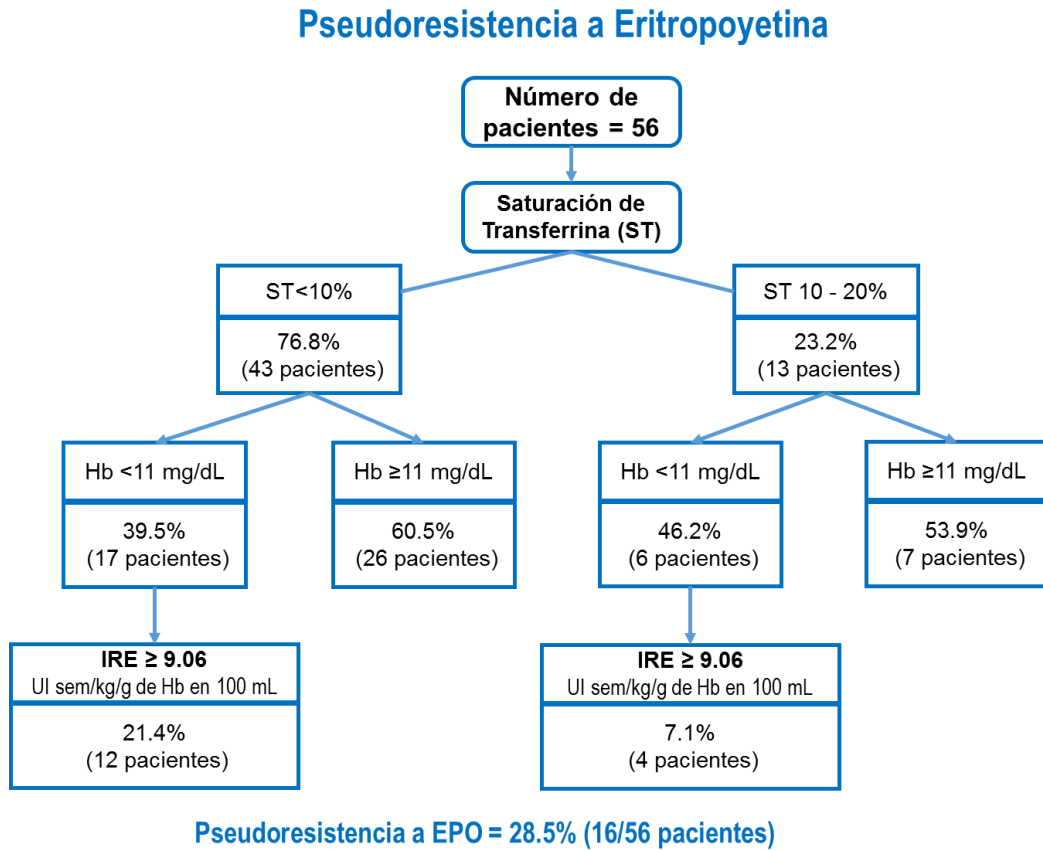 Pseudoresistencia a Eritropoyetina
Número de
pacientes = 56
Saturación de
Transferrina (ST)
ST<10%
76.8%
(43 pacientes)
ST 10 - 20%
23.2%
(13 pacientes)
Hb <11 mg/dL
39.5%
(17 pacientes)
Hb ≥11 mg/dL
60.5%
(26 pacientes)
Hb <11 mg/dL
46.2%
(6 pacientes)
Hb ≥11 mg/dL
53.9%
(7 pacientes)
IRE ≥ 9.06
UI sem/kg/g de Hb en 100 mL
21.4%
(12 pacientes)
IRE ≥ 9.06
UI sem/kg/g de Hb en 100 mL
7.1%
(4 pacientes)
Pseudoresistencia a EPO = 28.5% (16/56 pacientes)